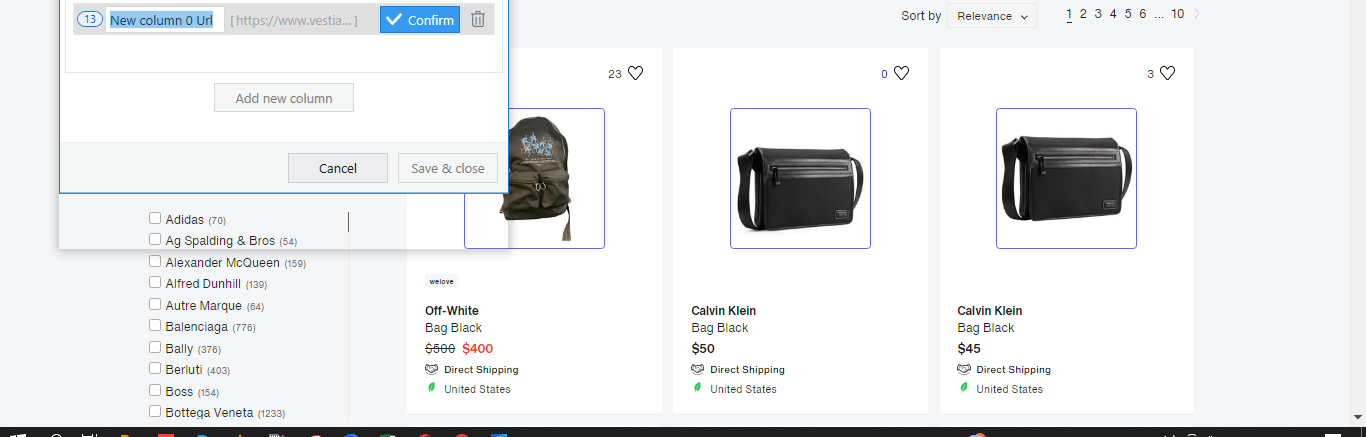 13 New column 0 Url [https://www.vestia...] Confirm
Add new column
Cancel Save & close
Adidas (70)
Ag Spalding & Bros (54)
Alexander McQueen (159)
Alfred Dunhill (139)
Autre Marque (64)
Balenciaga (776)
Bally (376)
Berluti (403)
Boss (154)
Bottega Veneta (1233)
Sort by Relevance 1 2 3 4 5 6 ... 10
23
welove
Off-White
Bag Black
$500 $400
Direct Shipping
United States
0
Calvin Klein
Bag Black
$50
Direct Shipping
United States
3
Calvin Klein
Bag Black
$45
Direct Shipping
United States